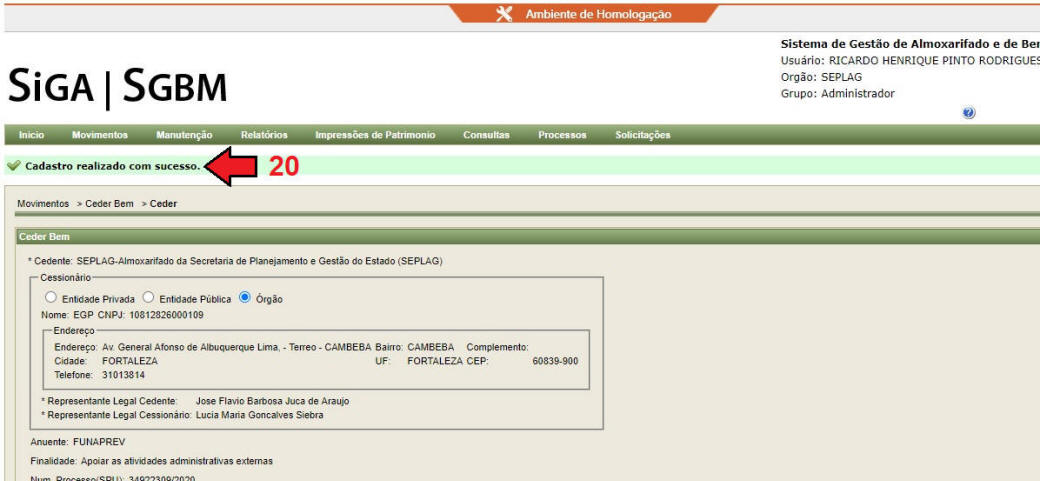 Ambiente de Homologação
Sistema de Gestão de Almoxarifado e de Ber
Usuário: RICARDO HENRIQUE PINTO RODRIGUES
Orgão: SEPLAG
Grupo: Administrador
SiGA | SGBM
Inicio Movimentos Manutenção Relatórios Impressões de Patrimonio Consultas Processos Solicitações
Cadastro realizado com sucesso. 20
Movimentos > Ceder Bem > Ceder
Ceder Bem
* Cedente: SEPLAG-Almoxarifado da Secretaria de Planejamento e Gestão do Estado (SEPLAG)
Cessionário
Entidade Privada Entidade Pública Órgão
Nome: EGP CNPJ: 10812826000109
Endereço
Endereço: Av. General Afonso de Albuquerque Lima, - Terreo - CAMBEBA Bairro: CAMBEBA Complemento:
Cidade: FORTALEZA UF: FORTALEZA CEP: 60839-900
Telefone: 31013814
* Representante Legal Cedente: Jose Flavio Barbosa Juca de Araujo
* Representante Legal Cessionário: Lucia Maria Goncalves Siebra
Anuente: FUNAPREV
Finalidade: Apoiar as atividades administrativas externas
Num. Processo(SPU): 34922309/2020